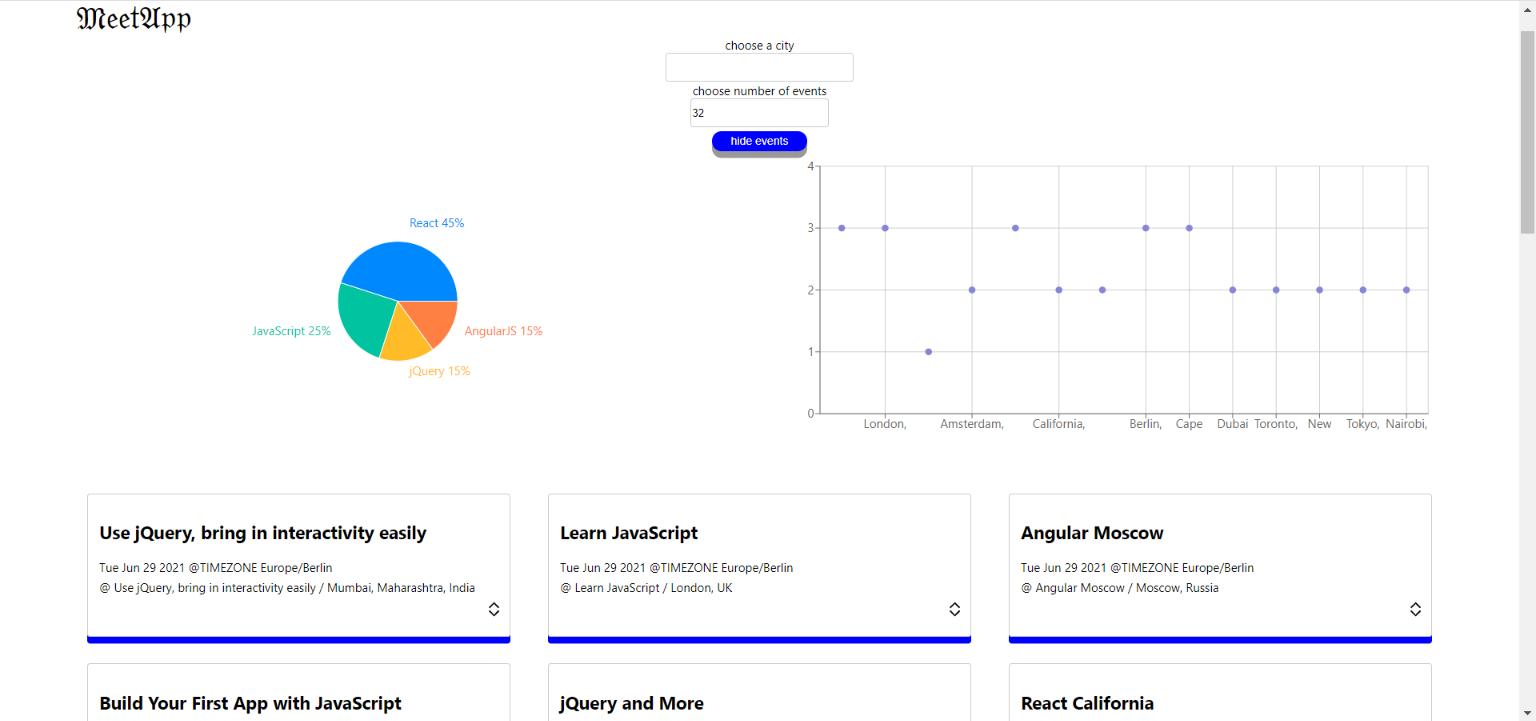 MeetApp
choose a city
choose number of events
32
hide events
React 45%
JavaScript 25%
AngularJS 15%
jQuery 15%
4
3
2
1
0
London, Amsterdam, California, Berlin, Cape Dubai Toronto, New Tokyo, Nairobi,
Use jQuery, bring in interactivity easily
Tue Jun 29 2021 @TIMEZONE Europe/Berlin
@ Use jQuery, bring in interactivity easily / Mumbai, Maharashtra, India
Learn JavaScript
Tue Jun 29 2021 @TIMEZONE Europe/Berlin
@ Learn JavaScript / London, UK
Angular Moscow
Tue Jun 29 2021 @TIMEZONE Europe/Berlin
@ Angular Moscow / Moscow, Russia
Build Your First App with JavaScript
jQuery and More
React California